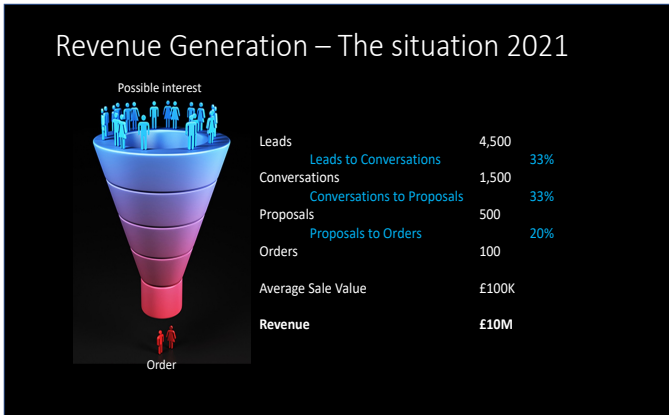 Revenue Generation – The situation 2021
Possible interest
Leads 4,500
Leads to Conversations 33%
Conversations 1,500
Conversations to Proposals 33%
Proposals 500
Proposals to Orders 20%
Orders 100
Average Sale Value £100K
Revenue £10M
Order